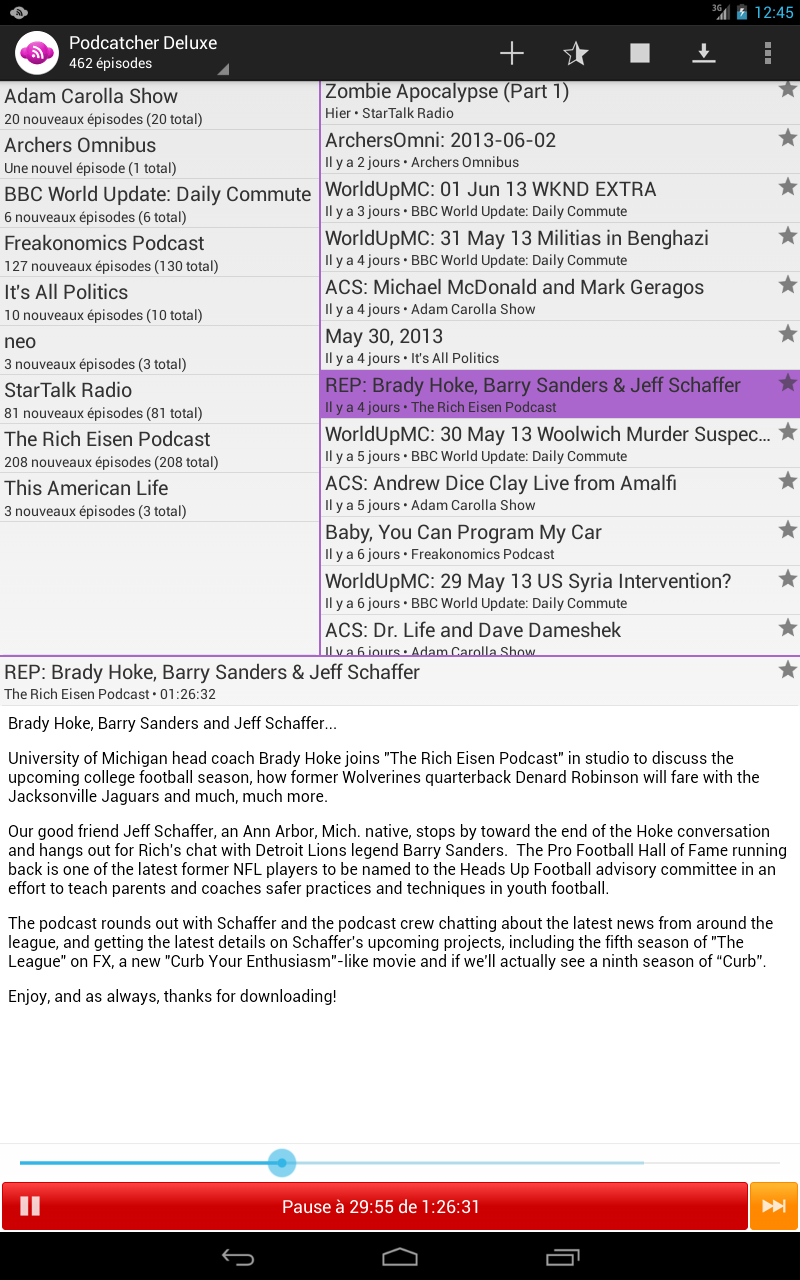 3G
12:45
Podcatcher Deluxe
462 épisodes
Adam Carolla Show
20 nouveaux épisodes (20 total)
Archers Omnibus
Une nouvel épisode (1 total)
BBC World Update: Daily Commute
6 nouveaux épisodes (6 total)
Freakonomics Podcast
127 nouveaux épisodes (130 total)
It's All Politics
10 nouveaux épisodes (10 total)
neo
3 nouveaux épisodes (3 total)
StarTalk Radio
81 nouveaux épisodes (81 total)
The Rich Eisen Podcast
208 nouveaux épisodes (208 total)
This American Life
3 nouveaux épisodes (3 total)
Zombie Apocalypse (Part 1)
Hier • StarTalk Radio
ArchersOmni: 2013-06-02
Il y a 2 jours • Archers Omnibus
WorldUpMC: 01 Jun 13 WKND EXTRA
Il y a 3 jours • BBC World Update: Daily Commute
WorldUpMC: 31 May 13 Militias in Benghazi
Il y a 4 jours • BBC World Update: Daily Commute
ACS: Michael McDonald and Mark Geragos
Il y a 4 jours • Adam Carolla Show
May 30, 2013
Il y a 4 jours • It's All Politics
REP: Brady Hoke, Barry Sanders & Jeff Schaffer
Il y a 4 jours • The Rich Eisen Podcast
WorldUpMC: 30 May 13 Woolwich Murder Suspec...
Il y a 5 jours • BBC World Update: Daily Commute
ACS: Andrew Dice Clay Live from Amalfi
Il y a 5 jours • Adam Carolla Show
Baby, You Can Program My Car
Il y a 6 jours • Freakonomics Podcast
WorldUpMC: 29 May 13 US Syria Intervention?
Il y a 6 jours • BBC World Update: Daily Commute
ACS: Dr. Life and Dave Dameshek
Il y a 6 jours • Adam Carolla Show
REP: Brady Hoke, Barry Sanders & Jeff Schaffer
The Rich Eisen Podcast • 01:26:32
Brady Hoke, Barry Sanders and Jeff Schaffer...
University of Michigan head coach Brady Hoke joins "The Rich Eisen Podcast" in studio to discuss the
upcoming college football season, how former Wolverines quarterback Denard Robinson will fare with the
Jacksonville Jaguars and much, much more.
Our good friend Jeff Schaffer, an Ann Arbor, Mich. native, stops by toward the end of the Hoke conversation
and hangs out for Rich's chat with Detroit Lions legend Barry Sanders.  The Pro Football Hall of Fame running
back is one of the latest former NFL players to be named to the Heads Up Football advisory committee in an
effort to teach parents and coaches safer practices and techniques in youth football.
The podcast rounds out with Schaffer and the podcast crew chatting about the latest news from around the
league, and getting the latest details on Schaffer's upcoming projects, including the fifth season of "The
League" on FX, a new "Curb Your Enthusiasm"-like movie and if we'll actually see a ninth season of “Curb”.
Enjoy, and as always, thanks for downloading!
Pause à 29:55 de 1:26:31